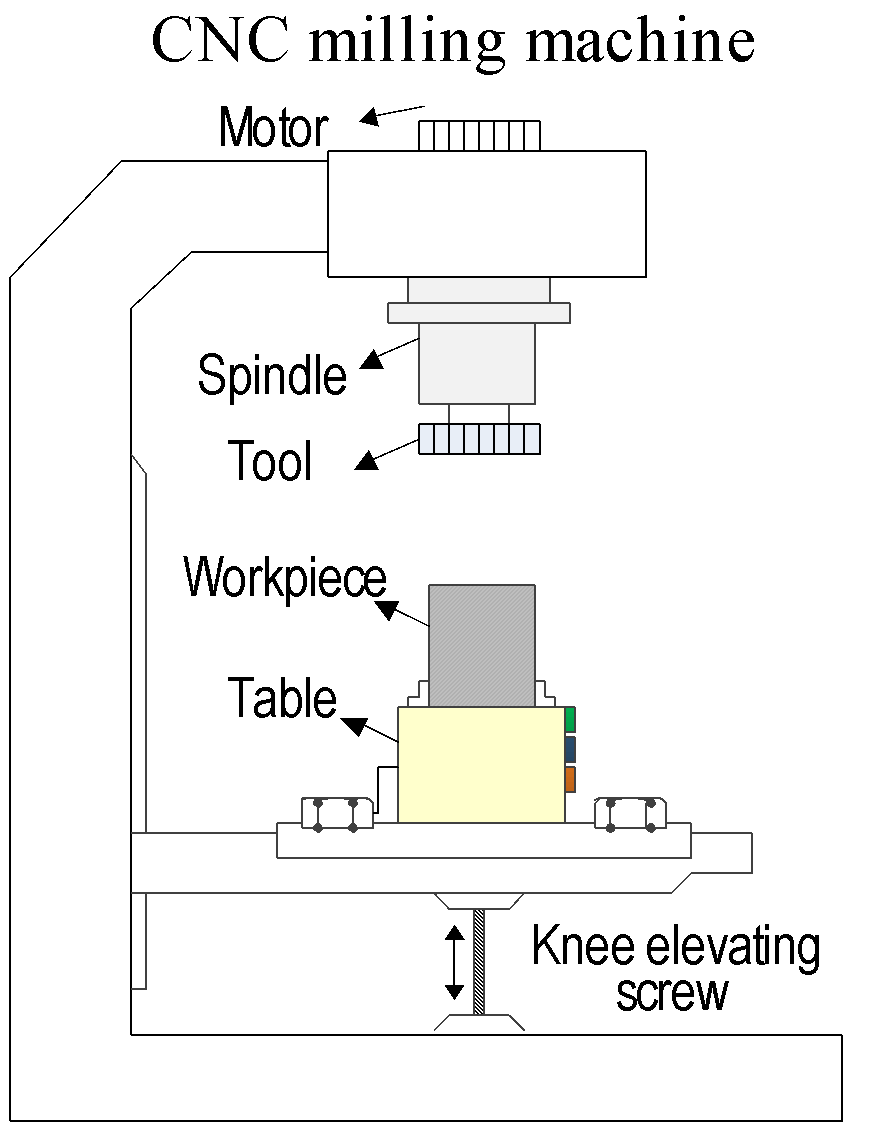 CNC milling machine
Motor
Spindle
Tool
Workpiece
Table
Knee elevating
screw